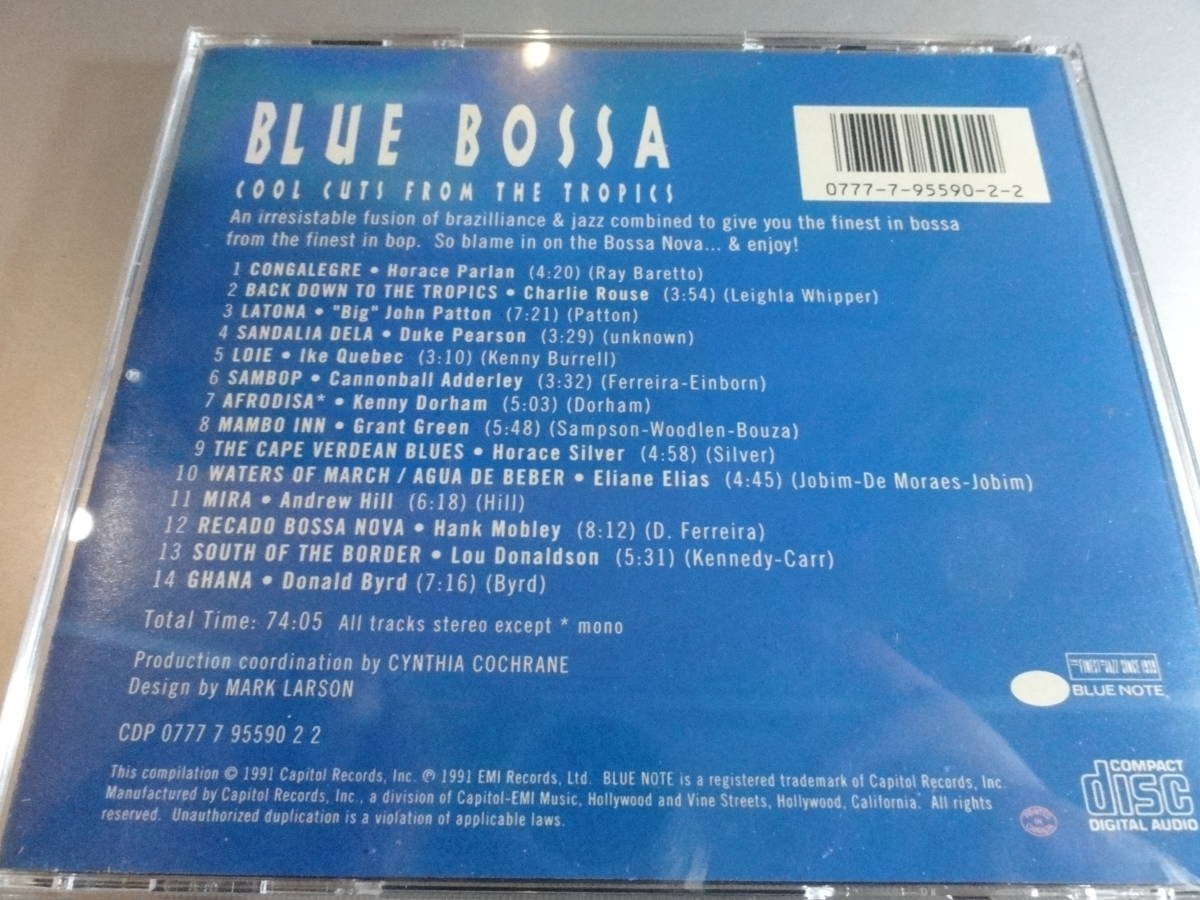 BLUE BOSSA
COOL CUTS FROM THE TROPICS
0777-7-95590-2-2
An irresistable fusion of brazilliance & jazz combined to give you the finest in bossa
from the finest in bop. So blame in on the Bossa Nova... & enjoy!
1 CONGALEGRE • Horace Parlan (4:20) (Ray Baretto)
2 BACK DOWN TO THE TROPICS • Charlie Rouse (3:54) (Leighla Whipper)
3 LATONA • "Big" John Patton (7:21) (Patton)
4 SANDALIA DELA • Duke Pearson (3:29) (unknown)
5 LOIE • Ike Quebec (3:10) (Kenny Burrell)
6 SAMBOP • Cannonball Adderley (3:32) (Ferreira-Einborn)
7 AFRODISA* • Kenny Dorham (5:03) (Dorham)
8 MAMBO INN • Grant Green (5:48) (Sampson-Woodlen-Bouza)
9 THE CAPE VERDEAN BLUES • Horace Silver (4:58) (Silver)
10 WATERS OF MARCH / AGUA DE BEBER • Eliane Elias (4:45) (Jobim-De Moraes-Jobim)
11 MIRA • Andrew Hill (6:18) (Hill)
12 RECADO BOSSA NOVA • Hank Mobley (8:12) (D. Ferreira)
13 SOUTH OF THE BORDER • Lou Donaldson (5:31) (Kennedy-Carr)
14 GHANA • Donald Byrd (7:16) (Byrd)
Total Time: 74:05 All tracks stereo except * mono
Production coordination by CYNTHIA COCHRANE
Design by MARK LARSON
THE FINEST IN JAZZ SINCE 1939
BLUE NOTE
CDP 0777 7 95590 2 2
This compilation © 1991 Capitol Records, Inc. ℗ 1991 EMI Records, Ltd. BLUE NOTE is a registered trademark of Capitol Records, Inc.
Manufactured by Capitol Records, Inc., a division of Capitol-EMI Music, Hollywood and Vine Streets, Hollywood, California. All rights
reserved. Unauthorized duplication is a violation of applicable laws.
COMPACT
disc
DIGITAL AUDIO